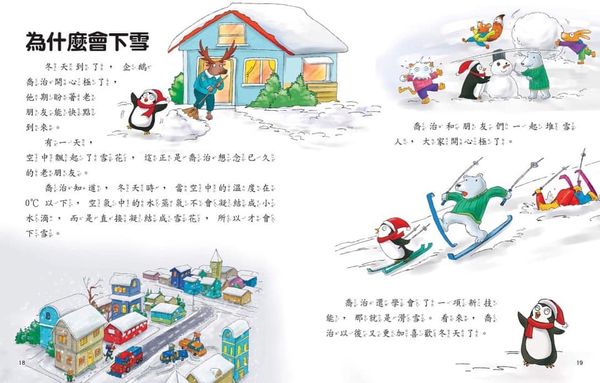 為什麼會下雪
冬天到了，企鵝
喬治開心極了，
他期盼著老
朋友能快點
到來。
有一天，
空中飄起了雪花，這正是喬治想念已久
的老朋友。
喬治知道，冬天時，當空中的溫度在
0℃以下，空氣中的水蒸氣不會凝結成小
水滴，而是直接凝結成雪花，所以才會
下雪。
B
18
喬治和朋友們一起堆雪
人，大家開心極了。
喬治還學會了一項新技
能，那就是滑雪。看來，喬
治以後又更加喜歡冬天了。
19